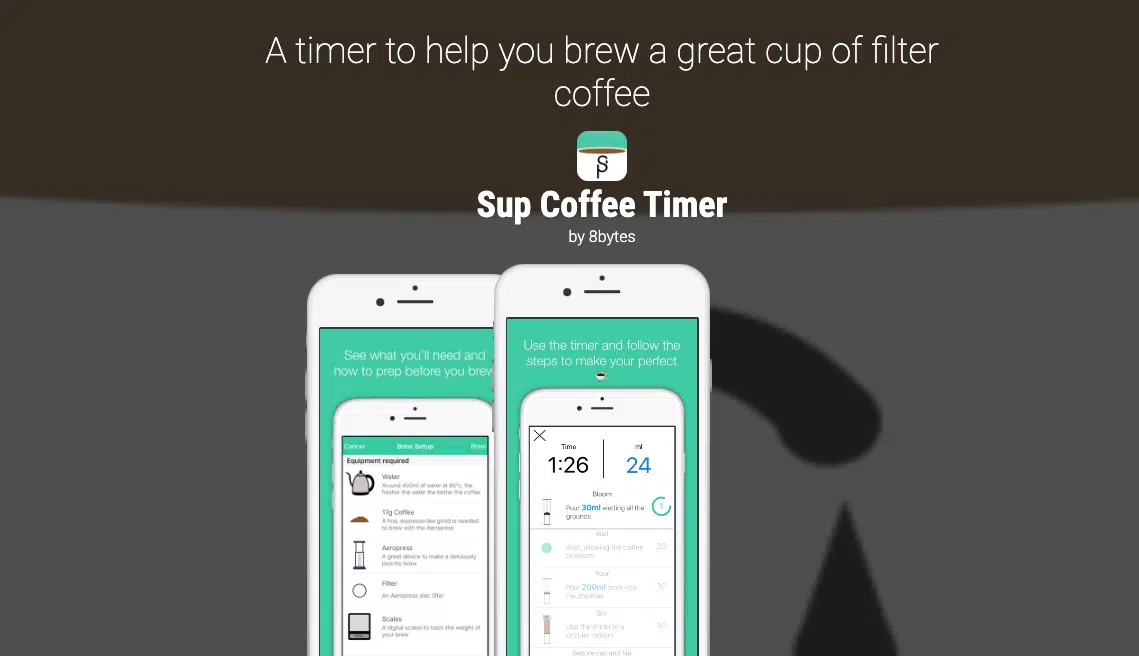 A timer to help you brew a great cup of filter
coffee
Sup Coffee Timer
by 8bytes
See what you'll need and
how to prep before you brew
Cancel Brew Setup Brew
Equipment required
Water
Around 400ml of water at 85°c, the
fresher the water the better the coffee
17g Coffee
A fine, espresso like grind is needed
to brew with the Aeropress
Aeropress
A great device to make a deliciously
punchy brew
Filter
An Aeropress disc filter
Scales
A digital scales to track the weight of
your brew
Use the timer and follow the
steps to make your perfect
Time ml
1:26 24
Bloom
Pour 30ml wetting all the
grounds
5
Wait
Wait, allowing the coffee
to bloom
20
Pour
Pour 200ml more into
the chamber
10
Stir
Use the stirrer in a
circular motion
10
Secure cap and flip